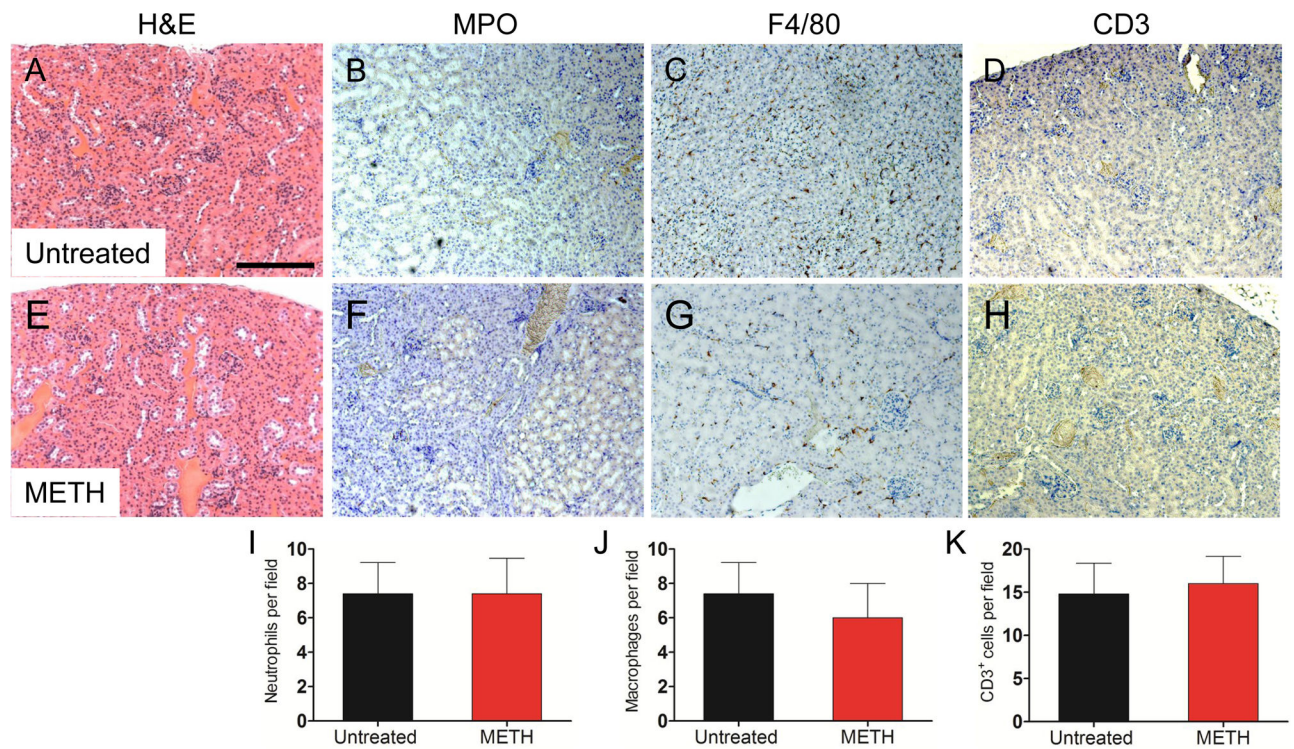 H&E MPO F4/80 CD3
A B C D
Untreated
E F G H
METH
I J K
Neutrophils per field
10
8
6
4
2
0
Untreated METH
Macrophages per field
10
8
6
4
2
0
Untreated METH
CD3⁺ cells per field
20
15
10
5
0
Untreated METH